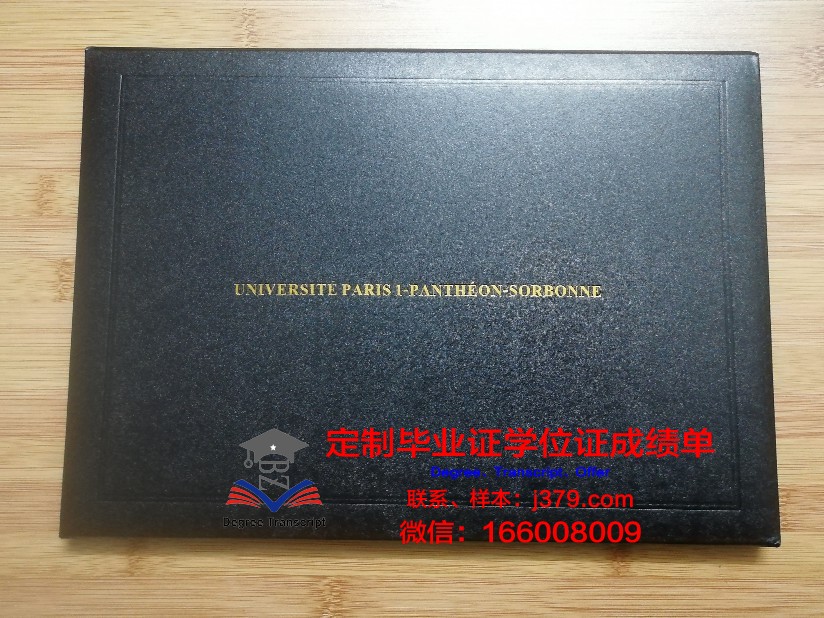 UNIVERSITE PARIS 1-PANTHÉON-SORBONNE
定制毕业证学位证成绩单
Degree、Transcript、Offer
联系、样本：j379.com
微信：166008009
BZ
Degree Transcript